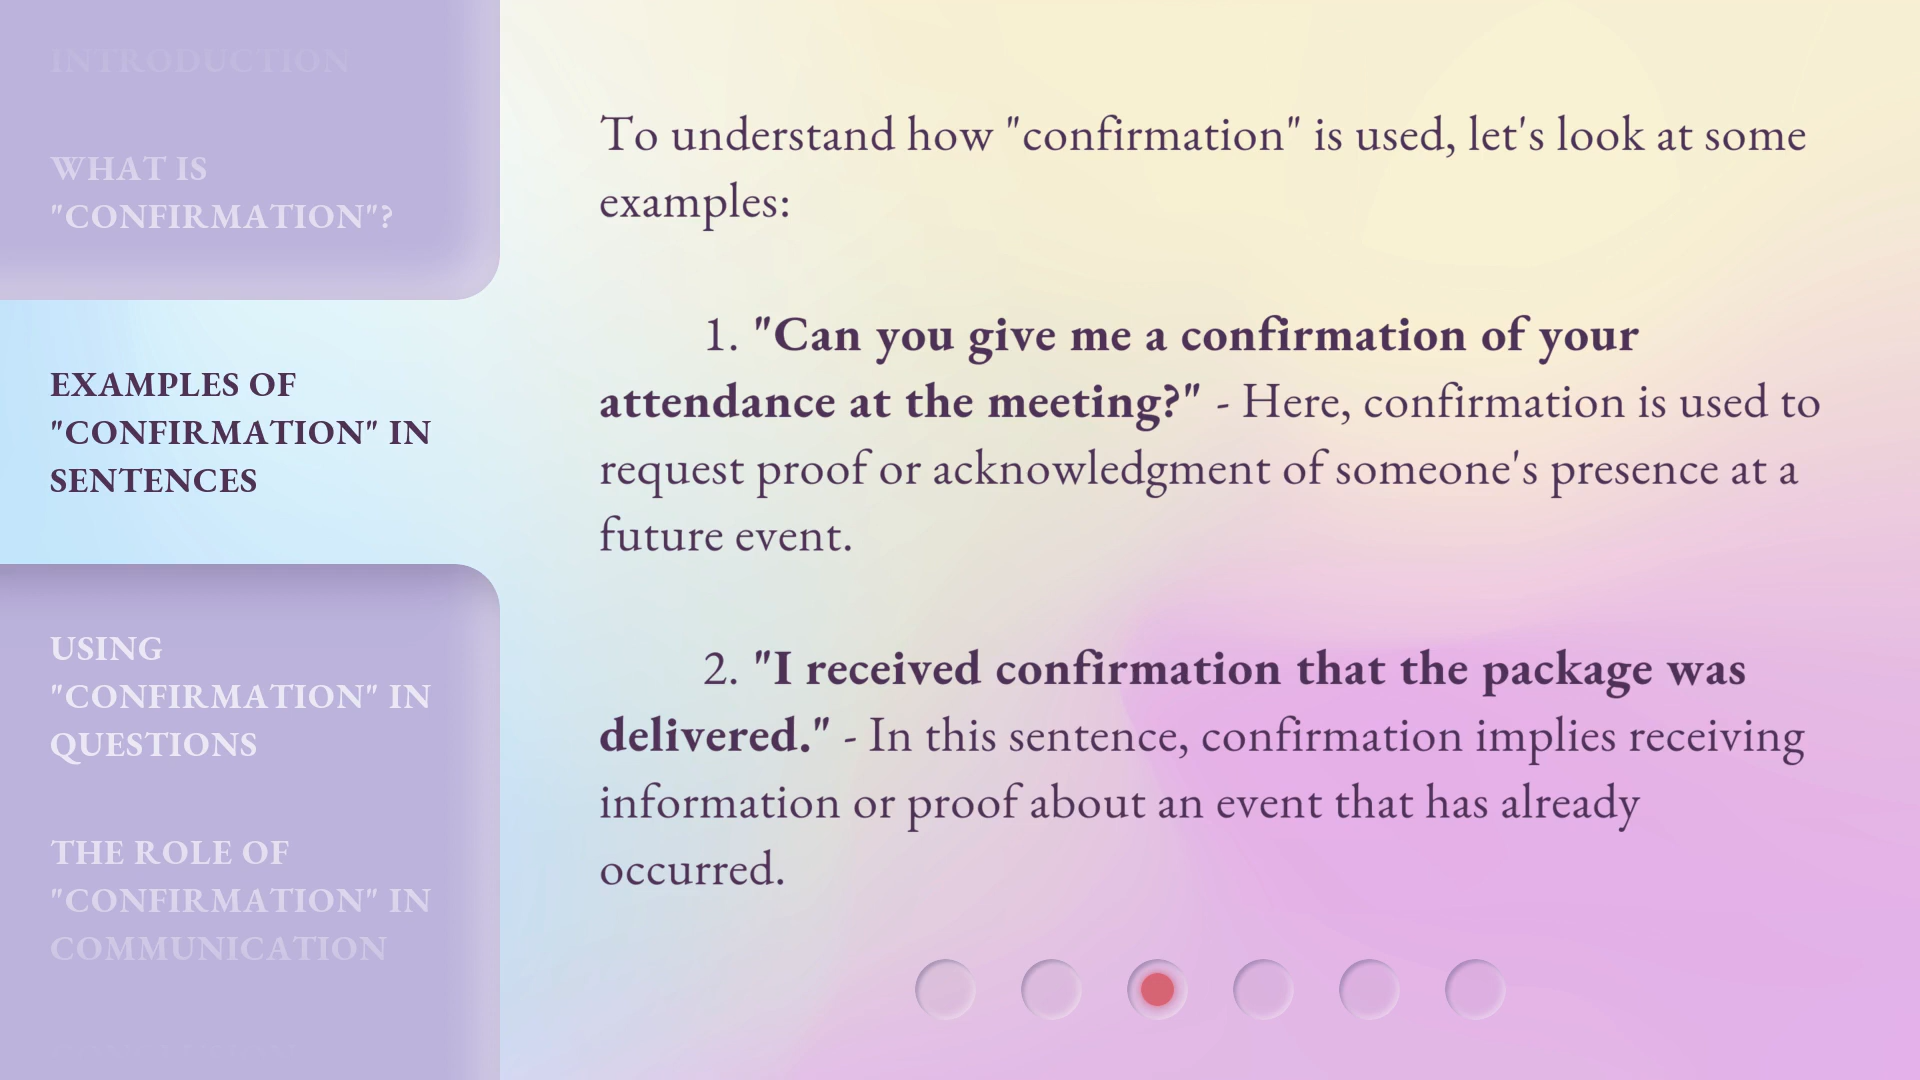 INTRODUCTION
WHAT IS
"CONFIRMATION"?
EXAMPLES OF
"CONFIRMATION" IN
SENTENCES
USING
"CONFIRMATION" IN
QUESTIONS
THE ROLE OF
"CONFIRMATION" IN
COMMUNICATION
To understand how "confirmation" is used, let's look at some
examples:
1. "Can you give me a confirmation of your
attendance at the meeting?" - Here, confirmation is used to
request proof or acknowledgment of someone's presence at a
future event.
2. "I received confirmation that the package was
delivered." - In this sentence, confirmation implies receiving
information or proof about an event that has already
occurred.